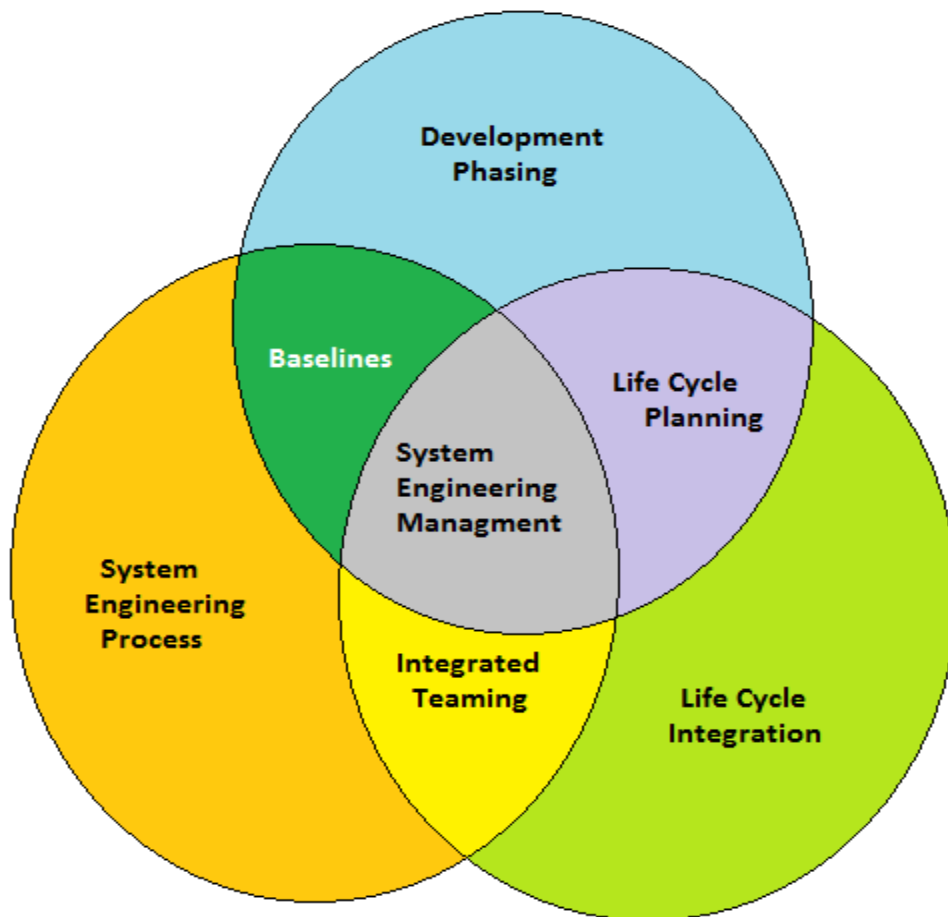 Development
Phasing
Baselines
Life Cycle
Planning
System
Engineering
Managment
System
Engineering
Process
Integrated
Teaming
Life Cycle
Integration